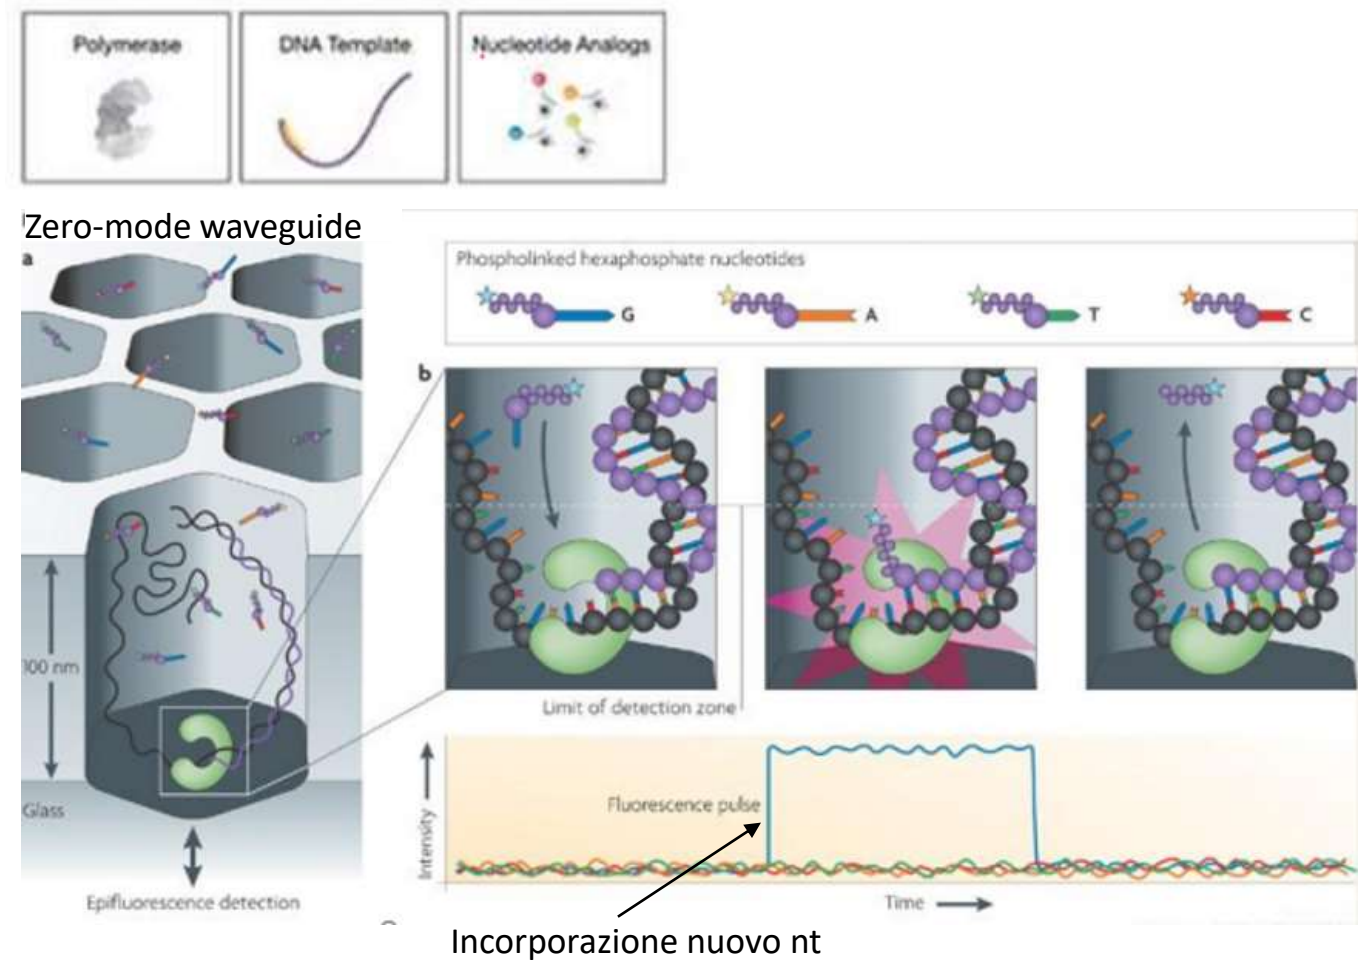 Polymerase
DNA Template
Nucleotide Analogs
Zero-mode waveguide
a
Phospholinked hexaphosphate nucleotides
G
A
T
C
b
100 nm
Limit of detection zone
Glass
Fluorescence pulse
Intensity
Epifluorescence detection
Time
Incorporazione nuovo nt